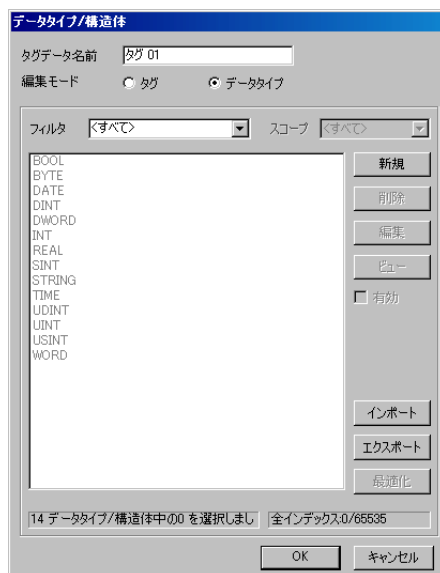 データタイプ/構造体
タグデータ名前 タグ 01
編集モード タグ データタイプ
フィルタ <すべて> スコープ <すべて>
BOOL
BYTE
DATE
DINT
DWORD
INT
REAL
SINT
STRING
TIME
UDINT
UINT
USINT
WORD
新規
削除
編集
ビュー
有効
インポート
エクスポート
最適化
14 データタイプ/構造体中の0 を選択しまし 全インデックス:0/65535
OK キャンセル